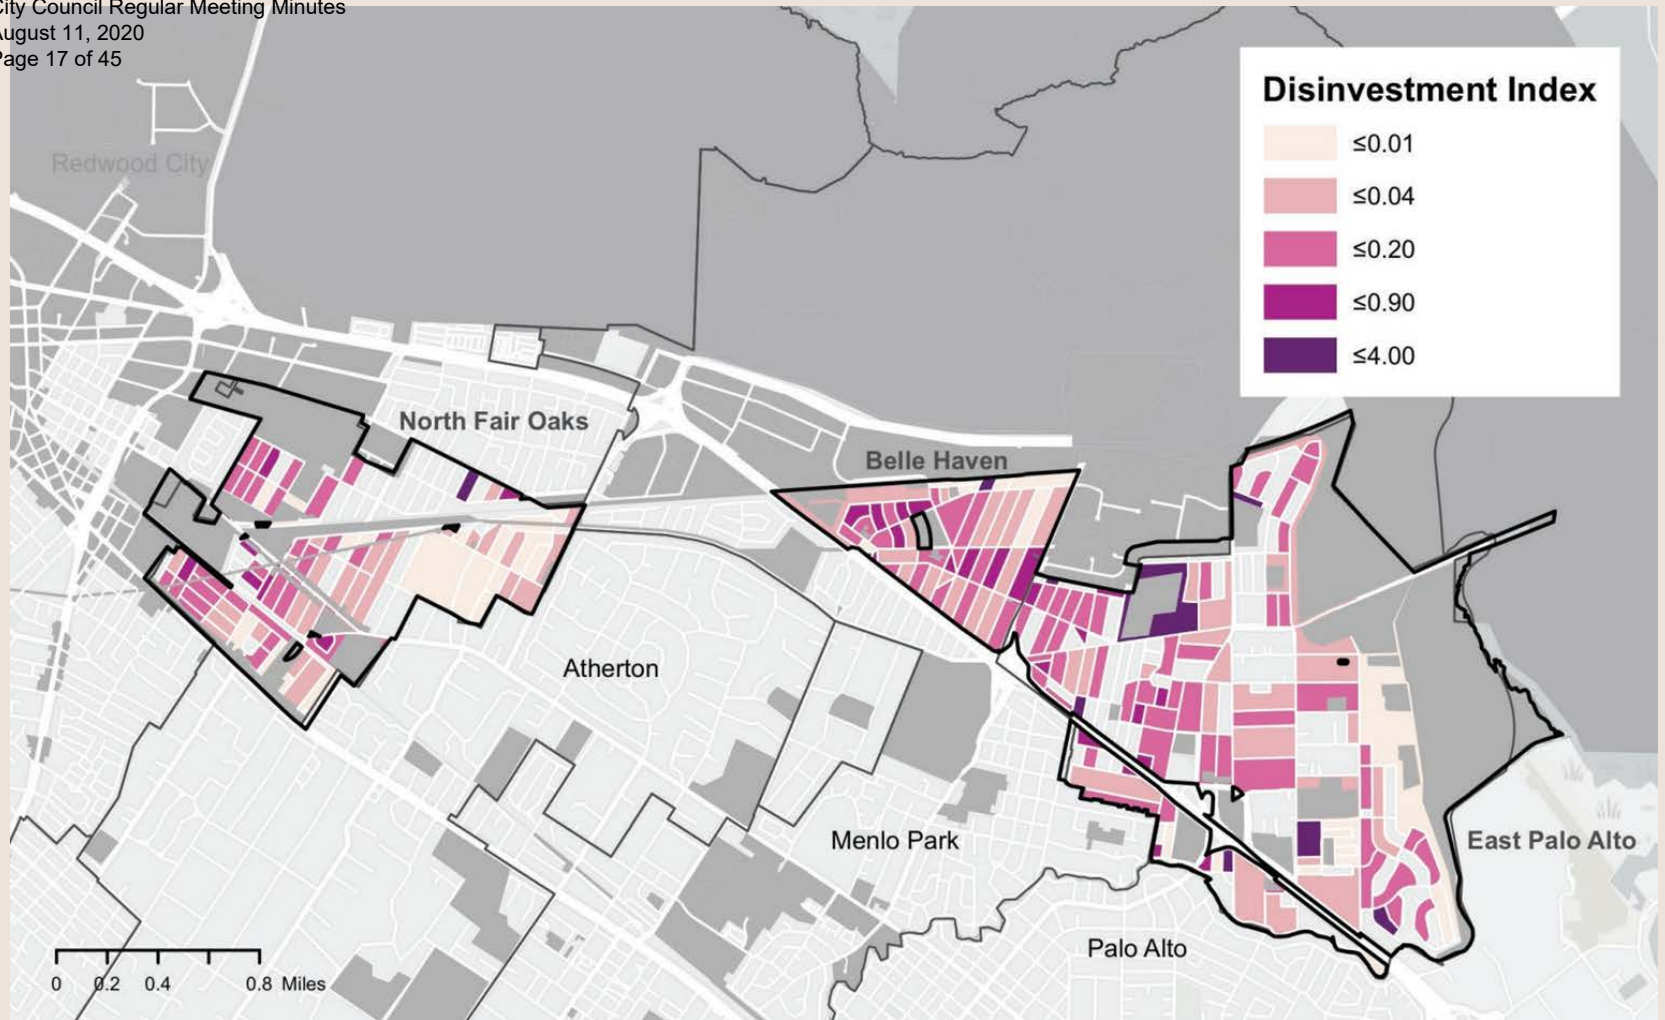 City Council Regular Meeting Minutes
August 11, 2020
Page 17 of 45
Disinvestment Index
≤0.01
≤0.04
≤0.20
≤0.90
≤4.00
Redwood City
North Fair Oaks
Belle Haven
Atherton
Menlo Park
East Palo Alto
Palo Alto
0 0.2 0.4 0.8 Miles